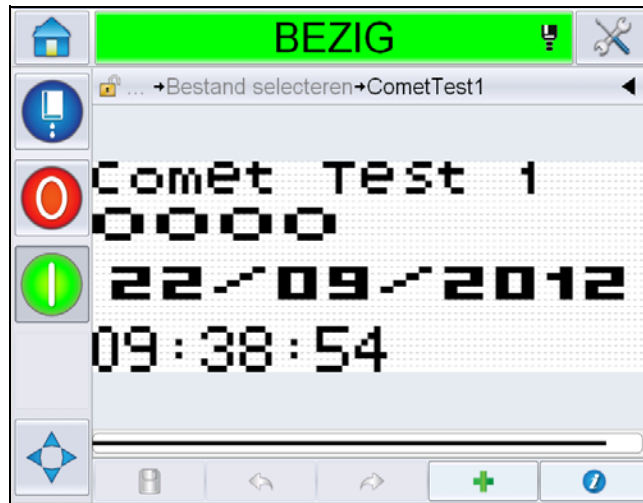 BEZIG
... →Bestand selecteren→CometTest1
Comet Test 1
0000
22/09/2012
09:38:54